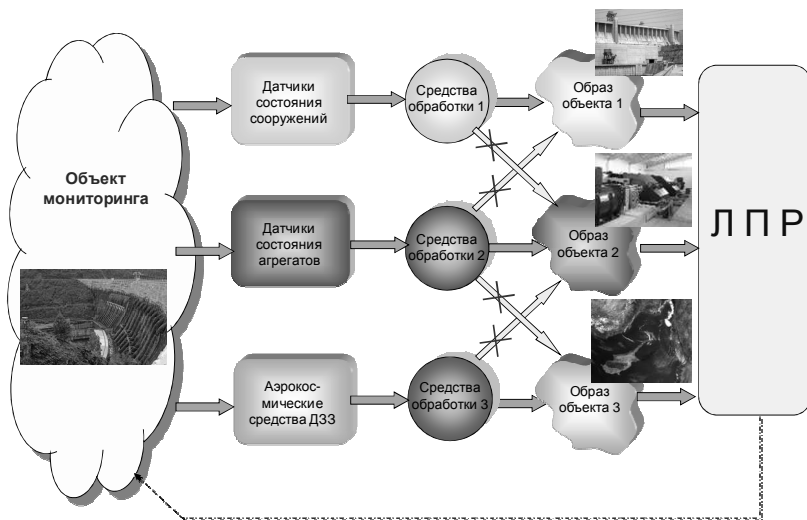 Объект
мониторинга
Датчики
состояния
сооружений
Средства
обработки 1
Образ
объекта 1
Датчики
состояния
агрегатов
Средства
обработки 2
Образ
объекта 2
Аэрокос-
мические
средства ДЗЗ
Средства
обработки 3
Образ
объекта 3
Л П Р